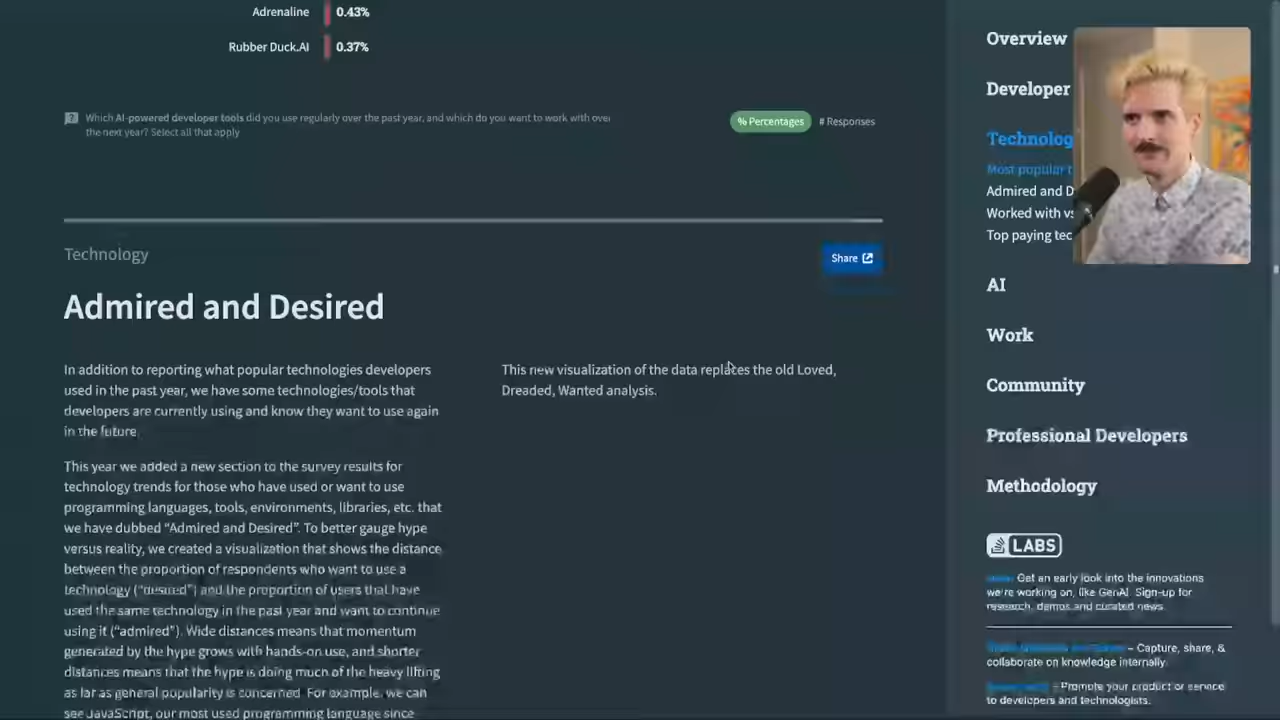 Adrenaline 0.43%
Rubber Duck.AI 0.37%
Which AI-powered developer tools did you use regularly over the past year, and which do you want to work with over
the next year? Select all that apply
% Percentages # Responses
Technology
Share
Admired and Desired
In addition to reporting what popular technologies developers
used in the past year, we have some technologies/tools that
developers are currently using and know they want to use again
in the future.
This year we added a new section to the survey results for
technology trends for those who have used or want to use
programming languages, tools, environments, libraries, etc. that
we have dubbed “Admired and Desired”. To better gauge hype
versus reality, we created a visualization that shows the distance
between the proportion of respondents who want to use a
technology (“desired”) and the proportion of users that have
used the same technology in the past year and want to continue
using it (“admired”). Wide distances means that momentum
generated by the hype grows with hands-on use, and shorter
distances means that the hype is doing much of the heavy lifting
as far as general popularity is concerned. For example, we can
see JavaScript, our most used programming language since
This new visualization of the data replaces the old Loved,
Dreaded, Wanted analysis.
Overview
Developer
Technolog
Most popular t
Admired and D
Worked with vs
Top paying tec
AI
Work
Community
Professional Developers
Methodology
LABS
Get an early look into the innovations
we're working on, like GenAI. Sign-up for
research, demos and curated news.
– Capture, share, &
collaborate on knowledge internally.
– Promote your product or service
to developers and technologists.